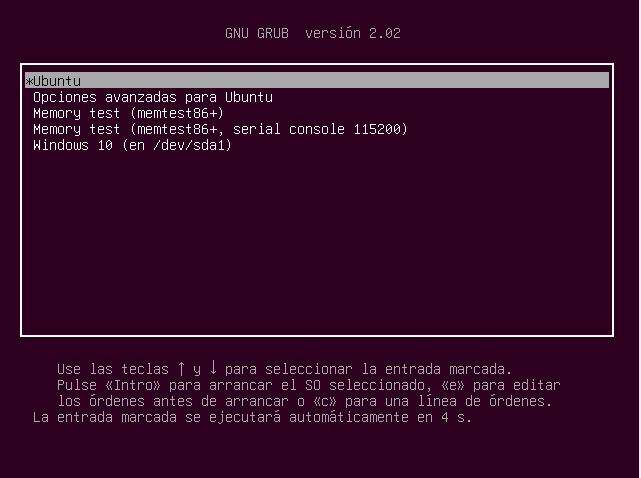 GNU GRUB  versión 2.02
*Ubuntu
Opciones avanzadas para Ubuntu
Memory test (memtest86+)
Memory test (memtest86+, serial console 115200)
Windows 10 (en /dev/sda1)
Use las teclas ↑ y ↓ para seleccionar la entrada marcada.
Pulse «Intro» para arrancar el SO seleccionado, «e» para editar
los órdenes antes de arrancar o «c» para una línea de órdenes.
La entrada marcada se ejecutará automáticamente en 4 s.